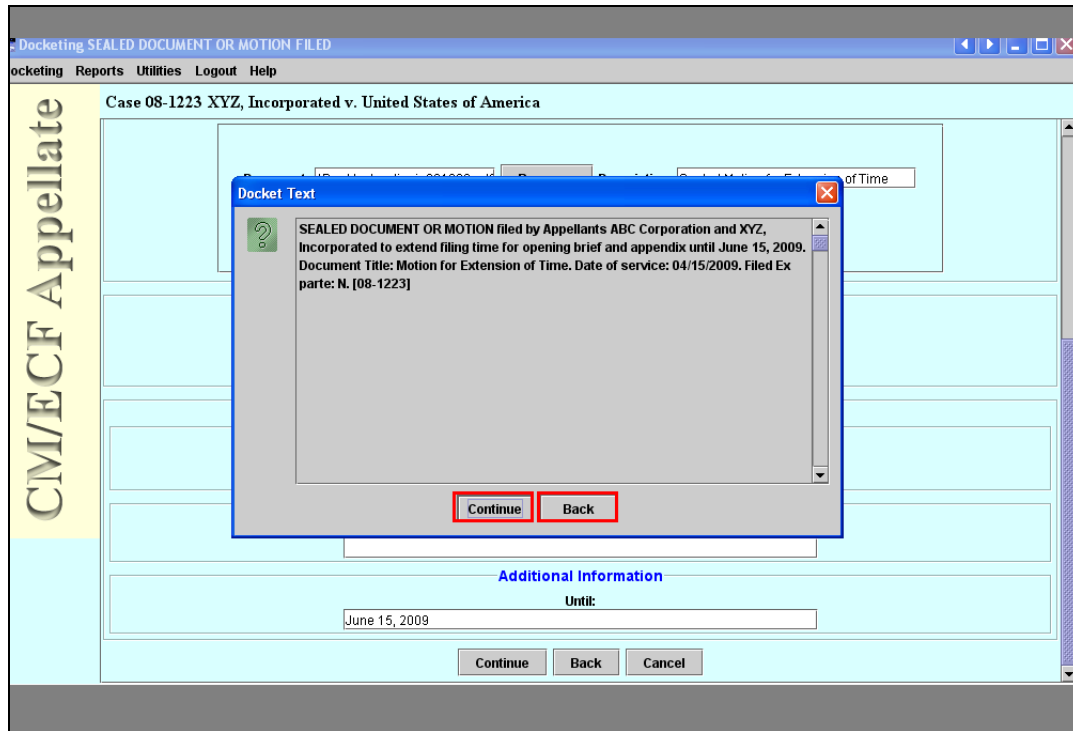 Docketing SEALED DOCUMENT OR MOTION FILED
ocketing Reports Utilities Logout Help
CM/ECF Appellate
Case 08-1223 XYZ, Incorporated v. United States of America
of Time
Docket Text
SEALED DOCUMENT OR MOTION filed by Appellants ABC Corporation and XYZ,
Incorporated to extend filing time for opening brief and appendix until June 15, 2009.
Document Title: Motion for Extension of Time. Date of service: 04/15/2009. Filed Ex
parte: N. [08-1223]
Continue Back
Additional Information
Until:
June 15, 2009
Continue Back Cancel